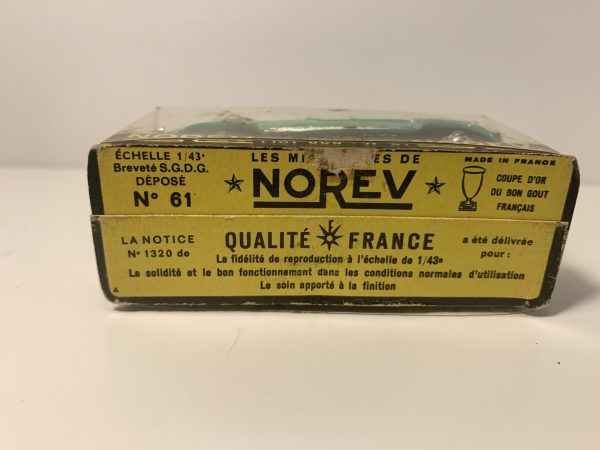 ÉCHELLE 1/43e
Breveté S.G.D.G.
DÉPOSÉ
No 61
LES DE
NOREV
MADE IN FRANCE
COUPE D'OR
DU BON GOUT
FRANÇAIS
LA NOTICE
No 1320 de
QUALITÉ F FRANCE
a été délivrée
pour :
La fidélité de reproduction à l'échelle de 1/43e
La solidité et le bon fonctionnement dans les conditions normales d'utilisation
Le soin apporté à la finition
A